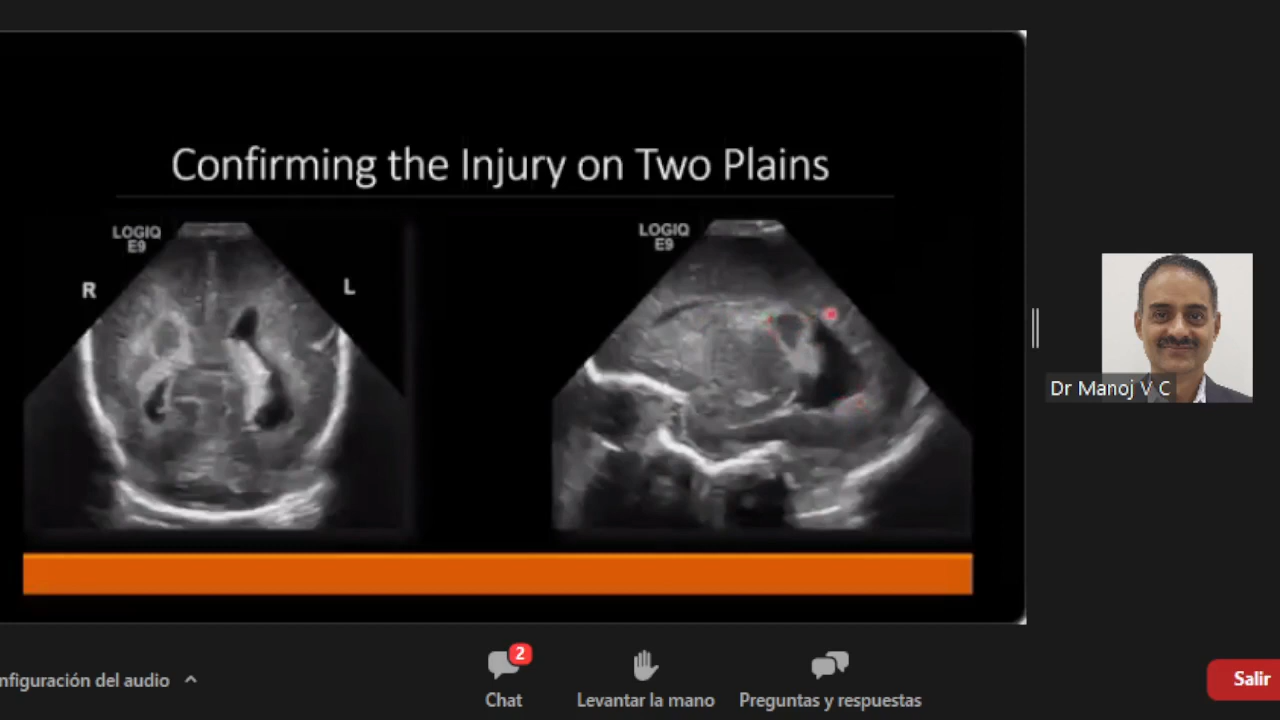 Confirming the Injury on Two Plains
LOGIQ
E9
R
L
LOGIQ
E9
Dr Manoj V C
nfiguración del audio
2
Chat
Levantar la mano
Preguntas y respuestas
Salir